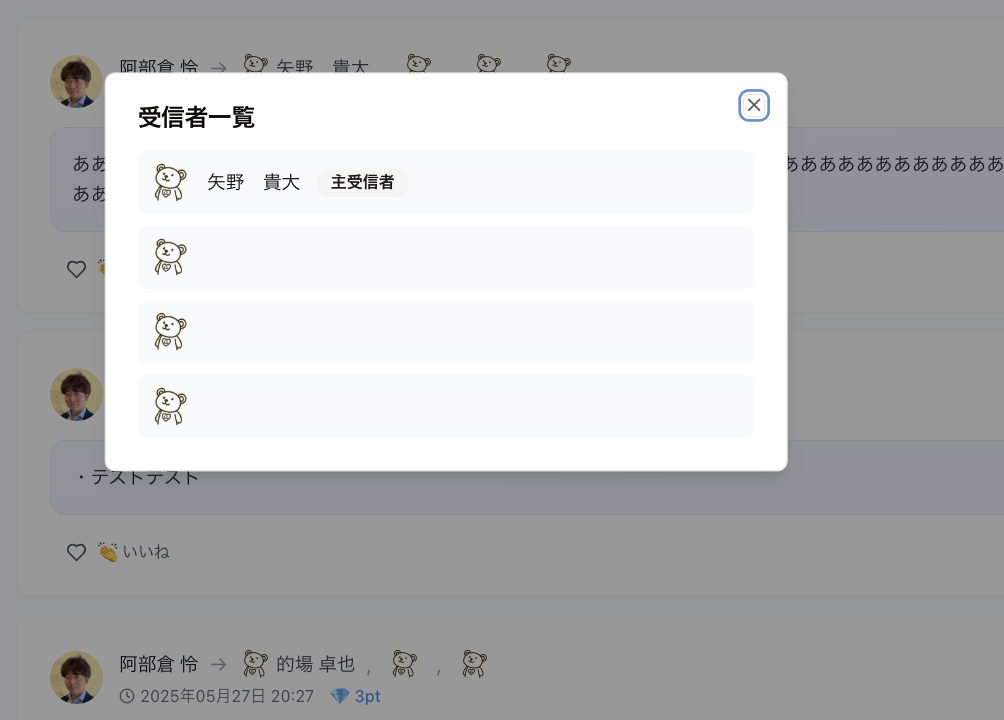 阿部倉 怜 → 矢野　貴大
受信者一覧
矢野　貴大 主受信者
ああ
ああああああああああああ
ああ
・テストテスト
いいね
阿部倉 怜 → 的場 卓也 , ,
2025年05月27日 20:27 3pt